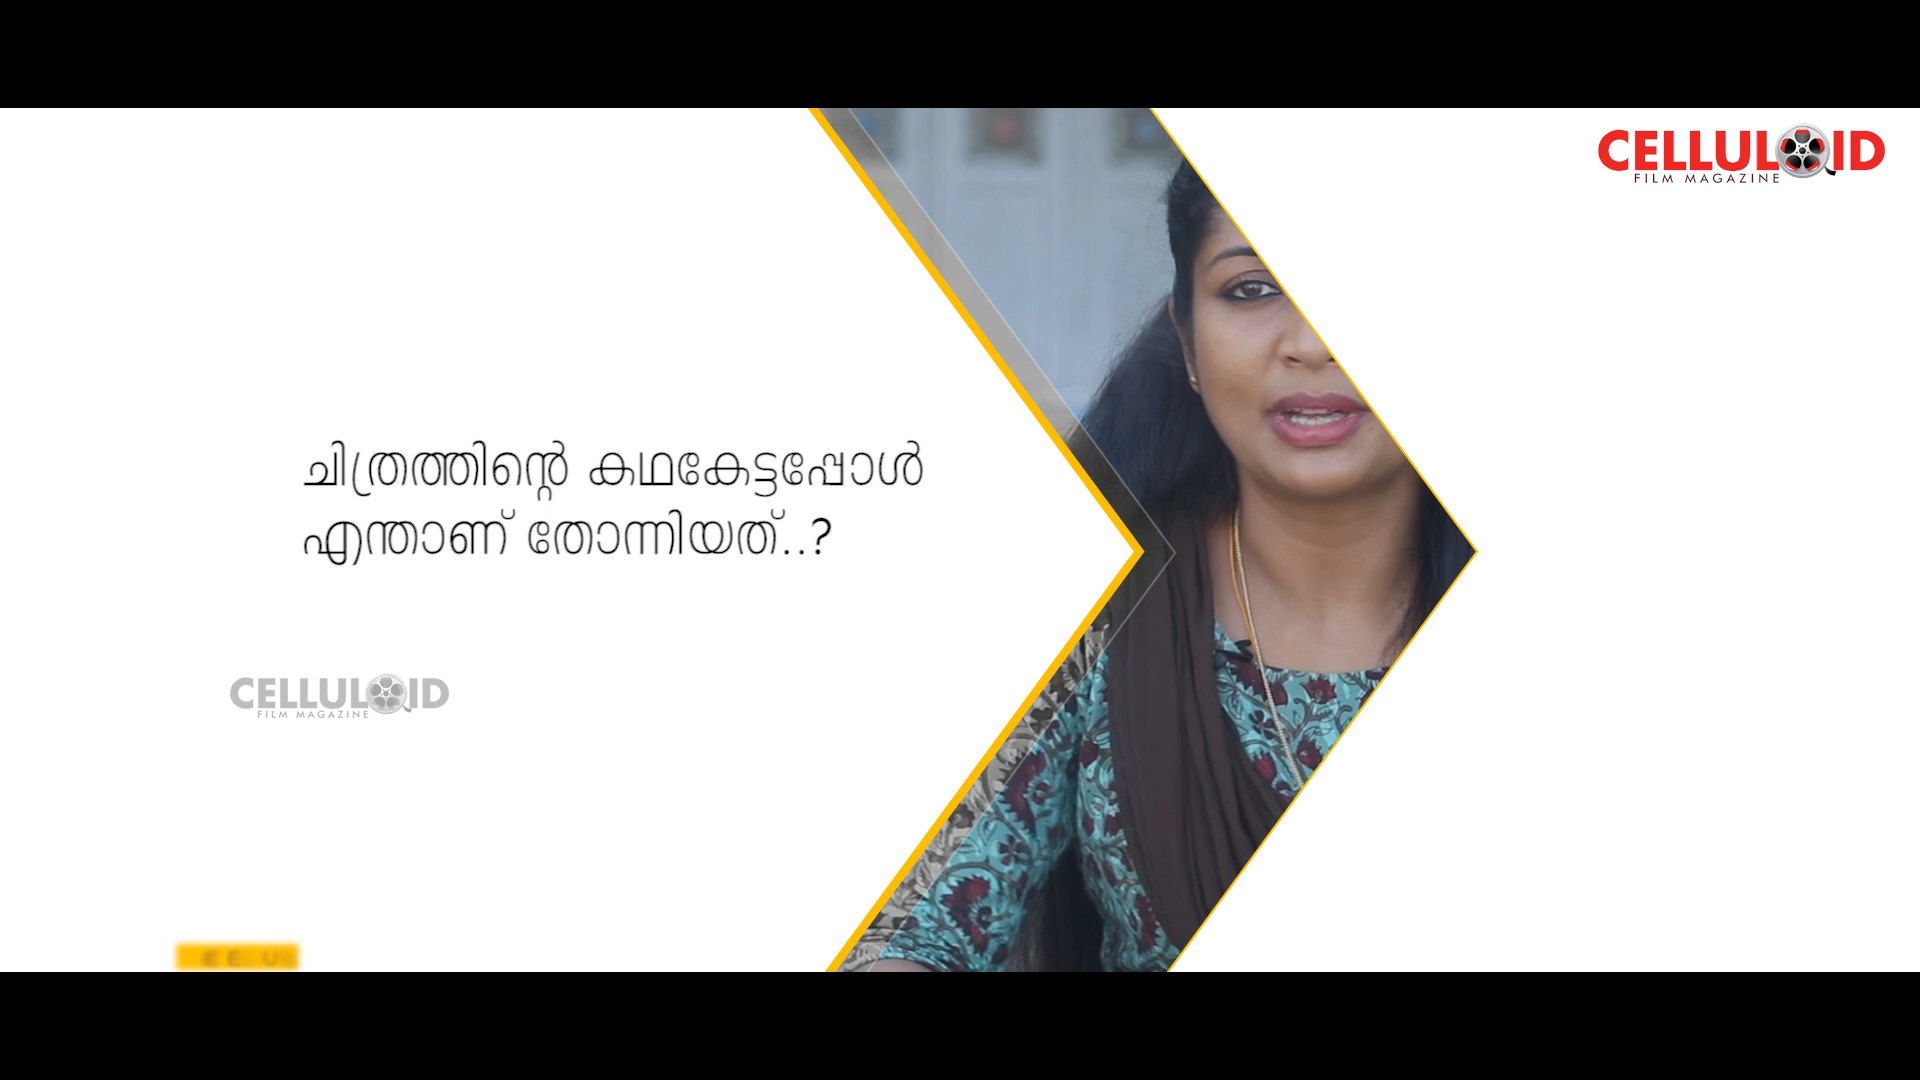 CELLULOID
FILM MAGAZINE
ചിത്രത്തിന്റെ കഥകേട്ടപ്പോൾ
എന്താണ് തോന്നിയത്..?
CELLULOID
FILM MAGAZINE